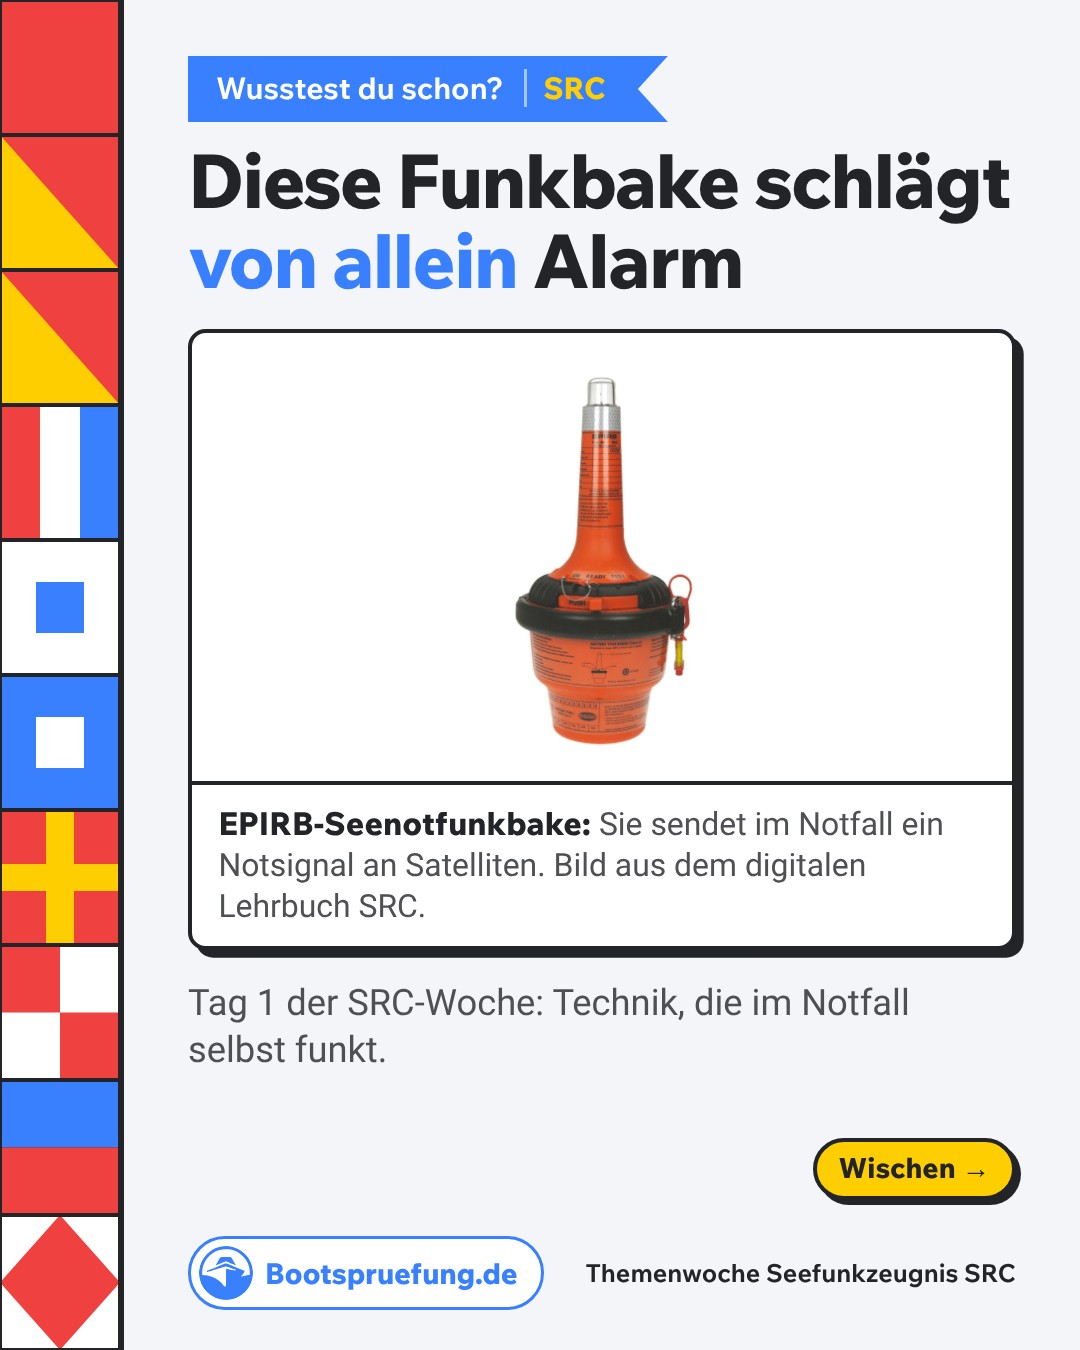 Wusstest du schon? SRC
Diese Funkbake schlägt
von allein Alarm
READY
PUSH
EPIRB-Seenotfunkbake: Sie sendet im Notfall ein
Notsignal an Satelliten. Bild aus dem digitalen
Lehrbuch SRC.
Tag 1 der SRC-Woche: Technik, die im Notfall
selbst funkt.
Wischen →
Bootspruefung.de
Themenwoche Seefunkzeugnis SRC